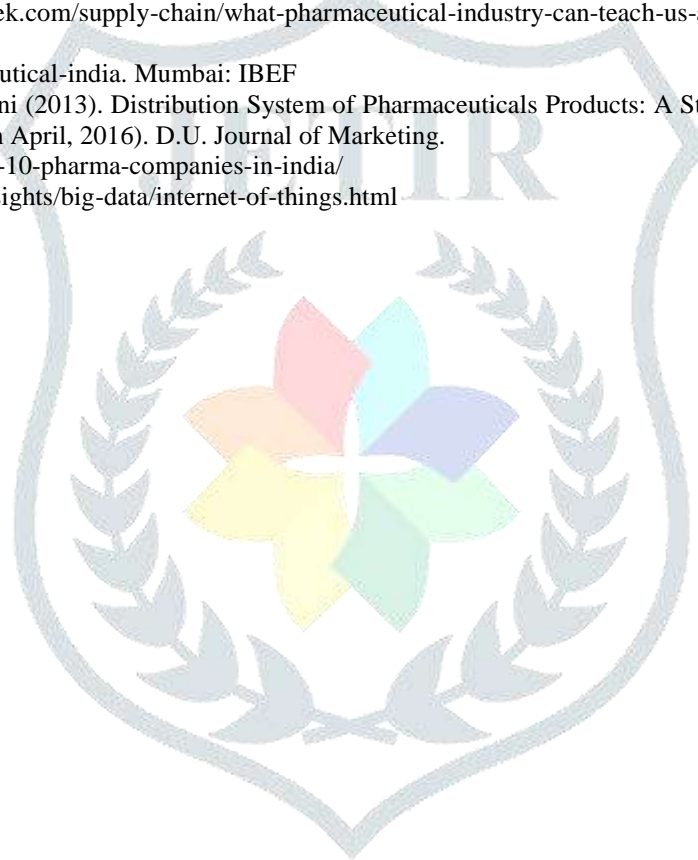 ek.com/supply-chain/what-pharmaceutical-industry-can-teach-us-
utical-india. Mumbai: IBEF
ni (2013). Distribution System of Pharmaceuticals Products: A St
n April, 2016). D.U. Journal of Marketing.
-10-pharma-companies-in-india/
ights/big-data/internet-of-things.html
JETIR